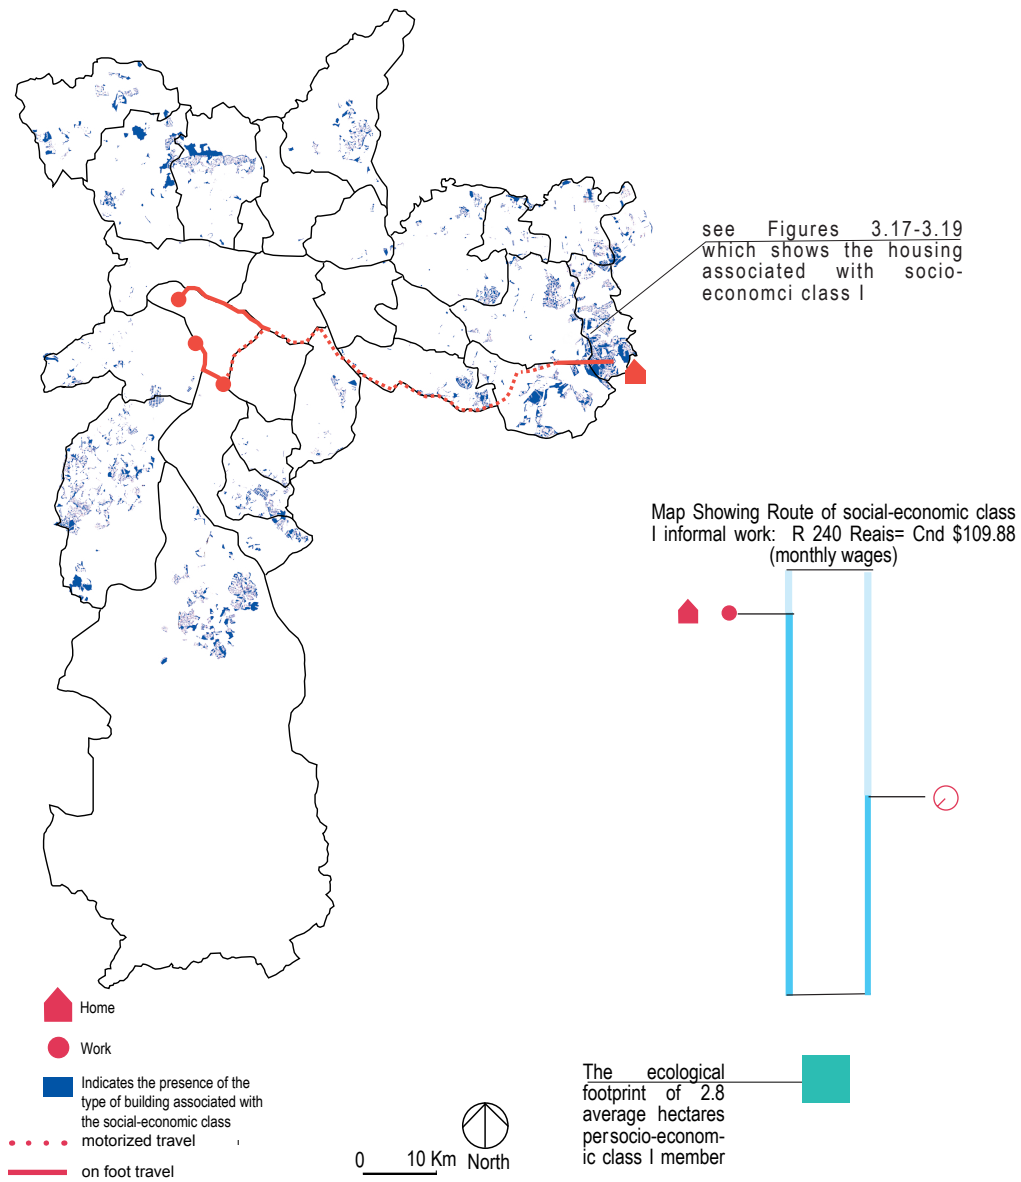 see Figures 3.17-3.19
which shows the housing
associated with socio-
economci class I
Map Showing Route of social-economic class
I informal work: R 240 Reais= Cnd $109.88
(monthly wages)
Home
Work
Indicates the presence of the
type of building associated with
the social-economic class
motorized travel
on foot travel
0 10 Km
North
The ecological
footprint of 2.8
average hectares
persocio-econom-
ic class I member